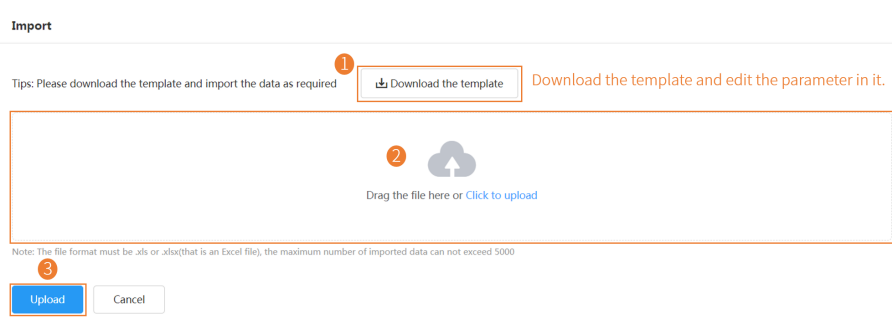 Import
1
Tips: Please download the template and import the data as required
Download the template
Download the template and edit the parameter in it.
2
Drag the file here or Click to upload
Note: The file format must be .xls or .xlsx(that is an Excel file), the maximum number of imported data can not exceed 5000
3
Upload
Cancel